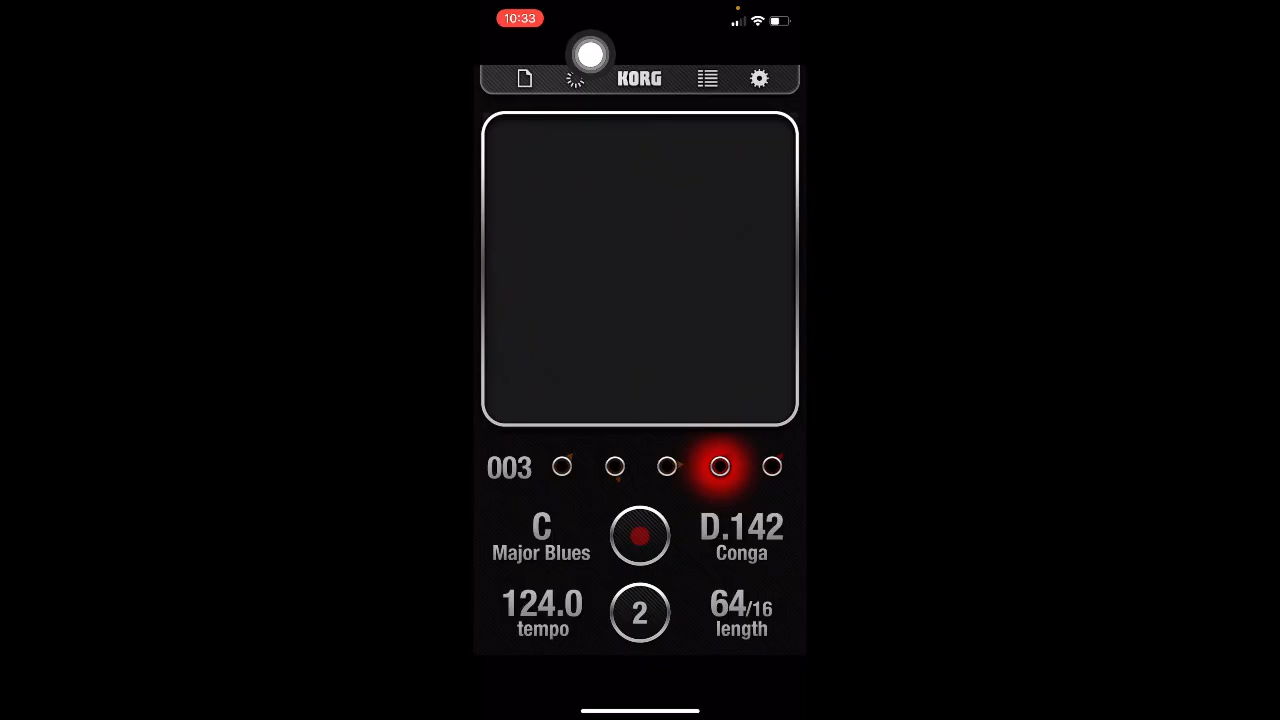 10:33
KORG
003
C
Major Blues
D.142
Conga
124.0
tempo
2
64/16
length